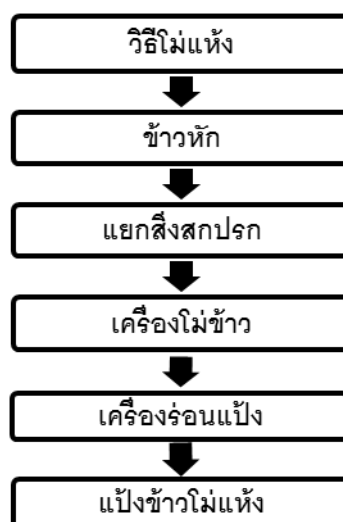 วิธีโม่แห้ง
ข้าวหัก
แยกสิ่งสกปรก
เครื่องโม่ข้าว
เครื่องร่อนแป้ง
แป้งข้าวโม่แห้ง